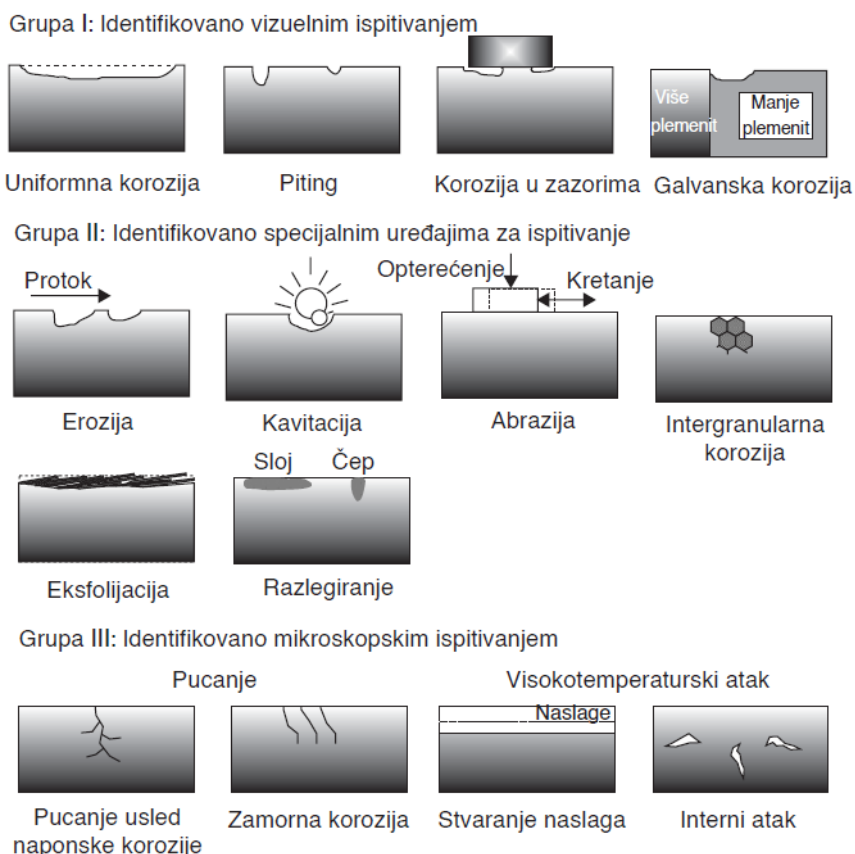 Grupa I: Identifikovano vizuelnim ispitivanjem
Više
plemenit
Manje
plemenit
Uniformna korozija
Piting
Korozija u zazorima
Galvanska korozija
Grupa II: Identifikovano specijalnim uređajima za ispitivanje
Protok
Opterećenje
Kretanje
Erozija
Kavitacija
Abrazija
Intergranularna
korozija
Sloj
Čep
Eksfolijacija
Razlegiranje
Grupa III: Identifikovano mikroskopskim ispitivanjem
Pucanje
Visokotemperaturski atak
Naslage
Pucanje usled
naponske korozije
Zamorna korozija
Stvaranje naslaga
Interni atak